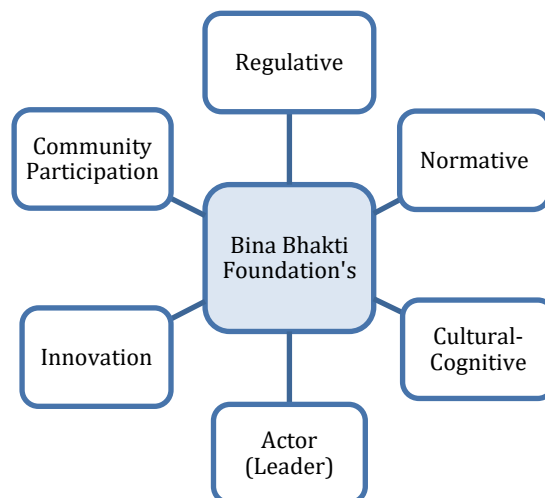 Regulative
Community
Participation
Normative
Bina Bhakti
Foundation's
Innovation
Cultural-
Cognitive
Actor
(Leader)